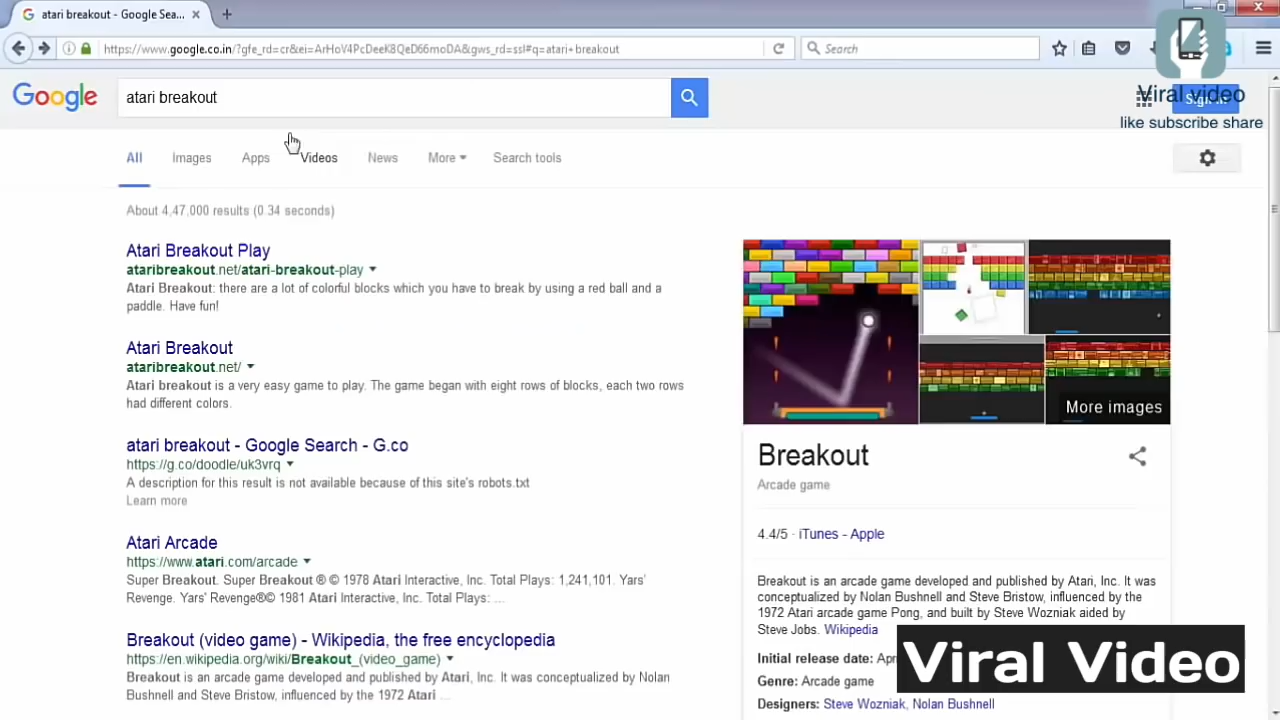 atari breakout - Google Sea...
https://www.google.co.in/?gfe_rd=cr&ei=ArHoV4PcDeeK8QeD66moDA&gws_rd=ssl#q=atari+breakout
Search
Google
atari breakout
Viral video
like subscribe share
All
Images
Apps
Videos
News
More
Search tools
About 4,47,000 results (0.34 seconds)
Atari Breakout Play
ataribreakout.net/atari-breakout-play
Atari Breakout: there are a lot of colorful blocks which you have to break by using a red ball and a
paddle. Have fun!
Atari Breakout
ataribreakout.net/
Atari breakout is a very easy game to play. The game began with eight rows of blocks, each two rows
had different colors.
atari breakout - Google Search - G.co
https://g.co/doodle/uk3vrq
A description for this result is not available because of this site's robots.txt
Learn more
Atari Arcade
https://www.atari.com/arcade
Super Breakout. Super Breakout ® © 1978 Atari Interactive, Inc. Total Plays: 1,241,101. Yars'
Revenge. Yars' Revenge®© 1981 Atari Interactive, Inc. Total Plays: ...
Breakout (video game) - Wikipedia, the free encyclopedia
https://en.wikipedia.org/wiki/Breakout_(video_game)
Breakout is an arcade game developed and published by Atari, Inc. It was conceptualized by Nolan
Bushnell and Steve Bristow, influenced by the 1972 Atari ...
More images
Breakout
Arcade game
4.4/5 · iTunes - Apple
Breakout is an arcade game developed and published by Atari, Inc. It was
conceptualized by Nolan Bushnell and Steve Bristow, influenced by the
1972 Atari arcade game Pong, and built by Steve Wozniak aided by
Steve Jobs. Wikipedia
Initial release date:
Genre: Arcade game
Designers: Steve Wozniak, Nolan Bushnell
Viral Video